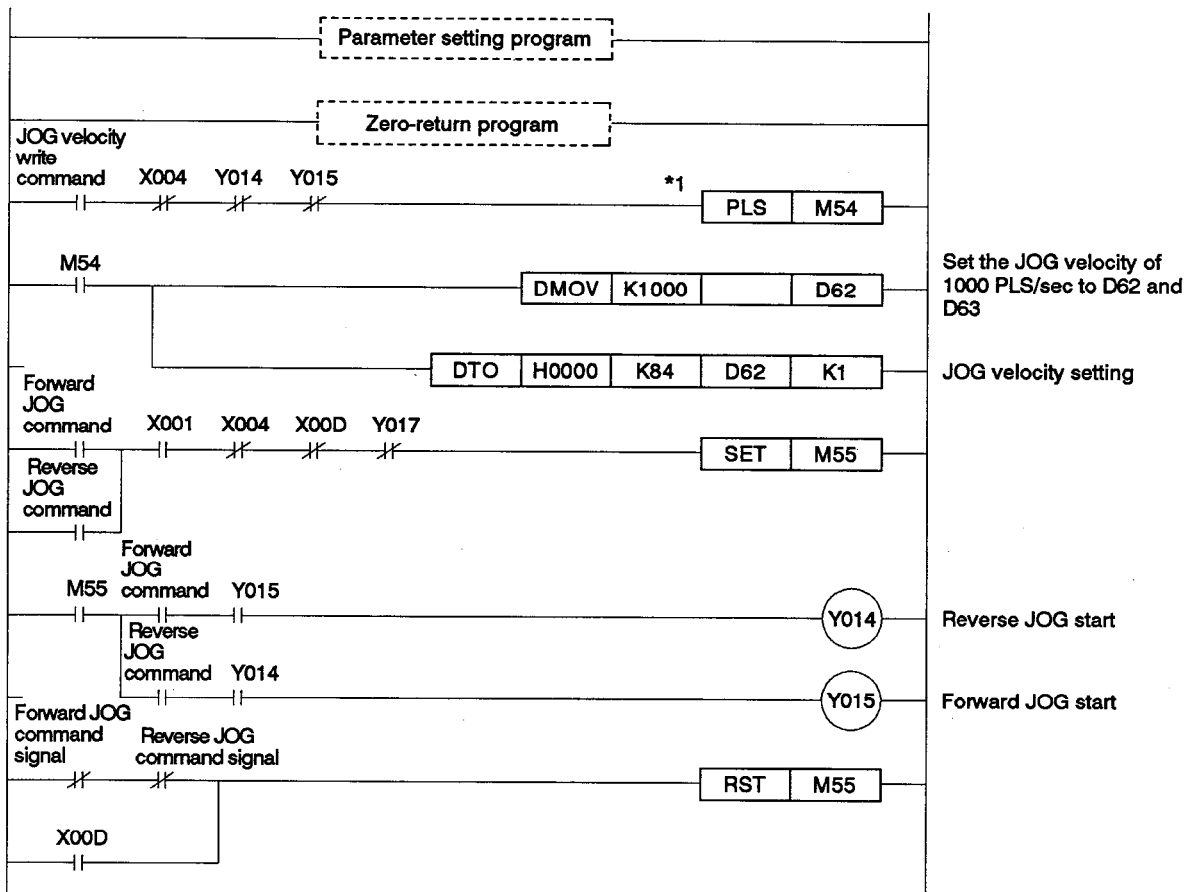 Parameter setting program
Zero-return program
JOG velocity
write
command X004 Y014 Y015
*1
PLS M54
M54
DMOV K1000 D62
Set the JOG velocity of
1000 PLS/sec to D62 and
D63
DTO H0000 K84 D62 K1
JOG velocity setting
Forward
JOG
command X001 X004 X00D Y017
SET M55
Reverse
JOG
command
M55
Forward
JOG
command Y015
Y014
Reverse JOG start
Reverse
JOG
command Y014
Y015
Forward JOG start
Forward JOG
command
signal
Reverse JOG
command signal
RST M55
X00D